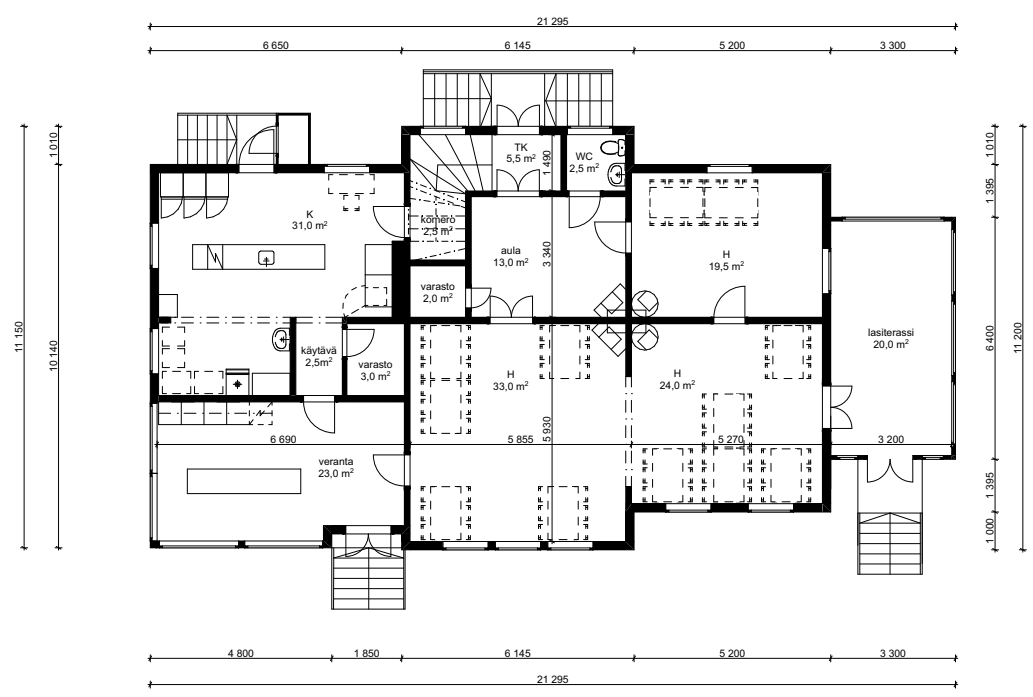 21 295
6 650 6 145 5 200 3 300
1 010
1 010
TK
5,5 m²
1 490
WC
2,5 m²
1 395
K
31,0 m²
komero
2,5 m²
aula
13,0 m²
3 340
H
19,5 m²
varasto
2,0 m²
11 150
10 140
6 400
11 200
lasiterassi
20,0 m²
käytävä
2,5m²
varasto
3,0 m²
H
33,0 m²
H
24,0 m²
5 930
6 690 5 855 5 270 3 200
veranta
23,0 m²
1 395
1 000
4 800 1 850 6 145 5 200 3 300
21 295